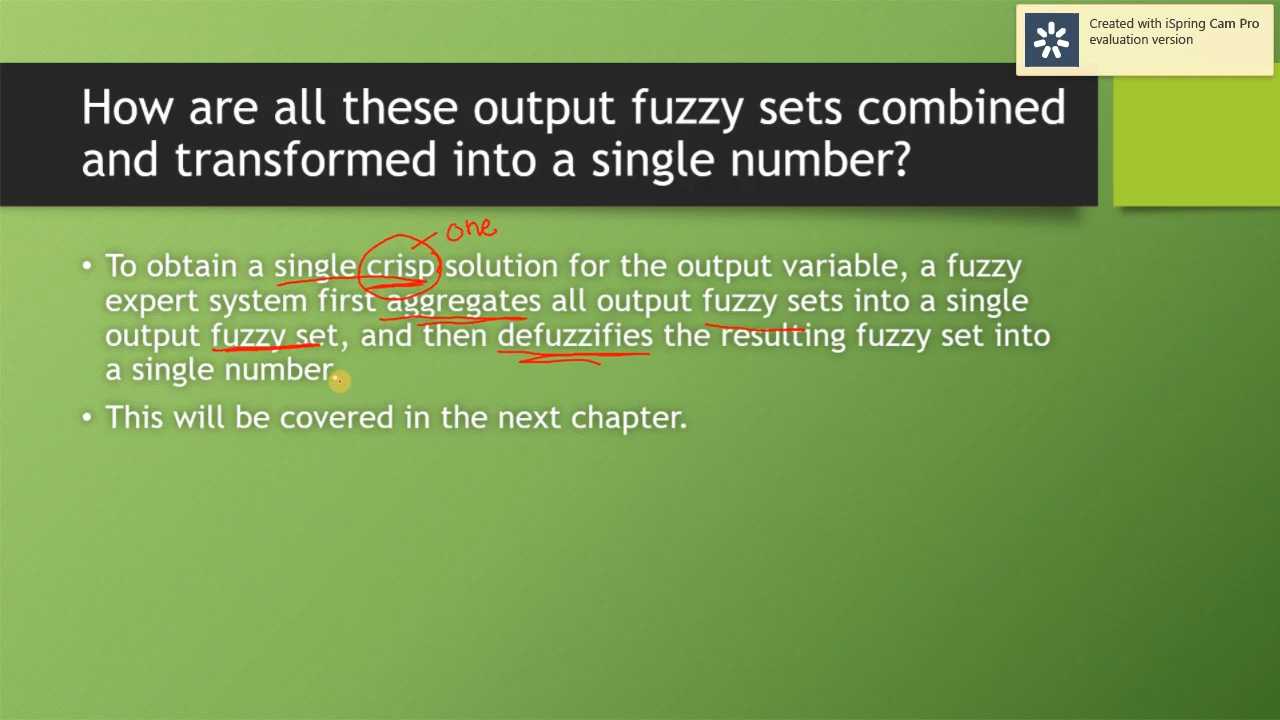 Created with iSpring Cam Pro
evaluation version
How are all these output fuzzy sets combined
and transformed into a single number?
one
• To obtain a single crisp solution for the output variable, a fuzzy
expert system first aggregates all output fuzzy sets into a single
output fuzzy set, and then defuzzifies the resulting fuzzy set into
a single number.
• This will be covered in the next chapter.